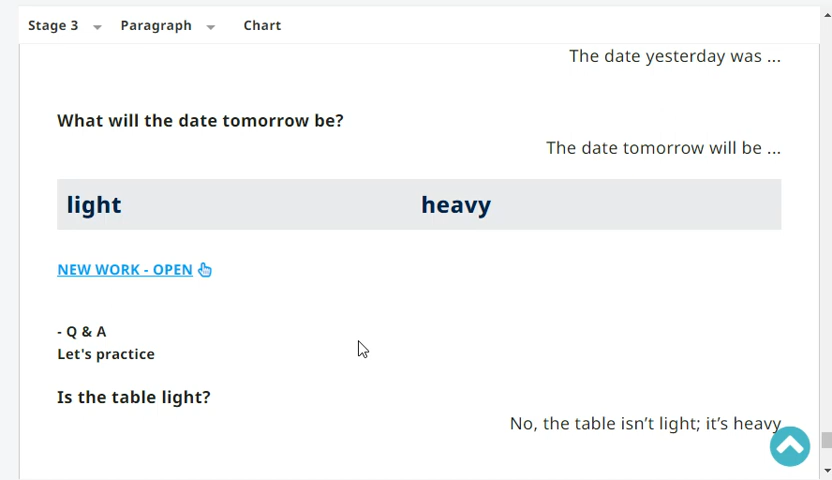 Stage 3 Paragraph Chart
The date yesterday was ...
What will the date tomorrow be?
The date tomorrow will be ...
light heavy
NEW WORK - OPEN
- Q & A
Let's practice
Is the table light?
No, the table isn’t light; it’s heavy